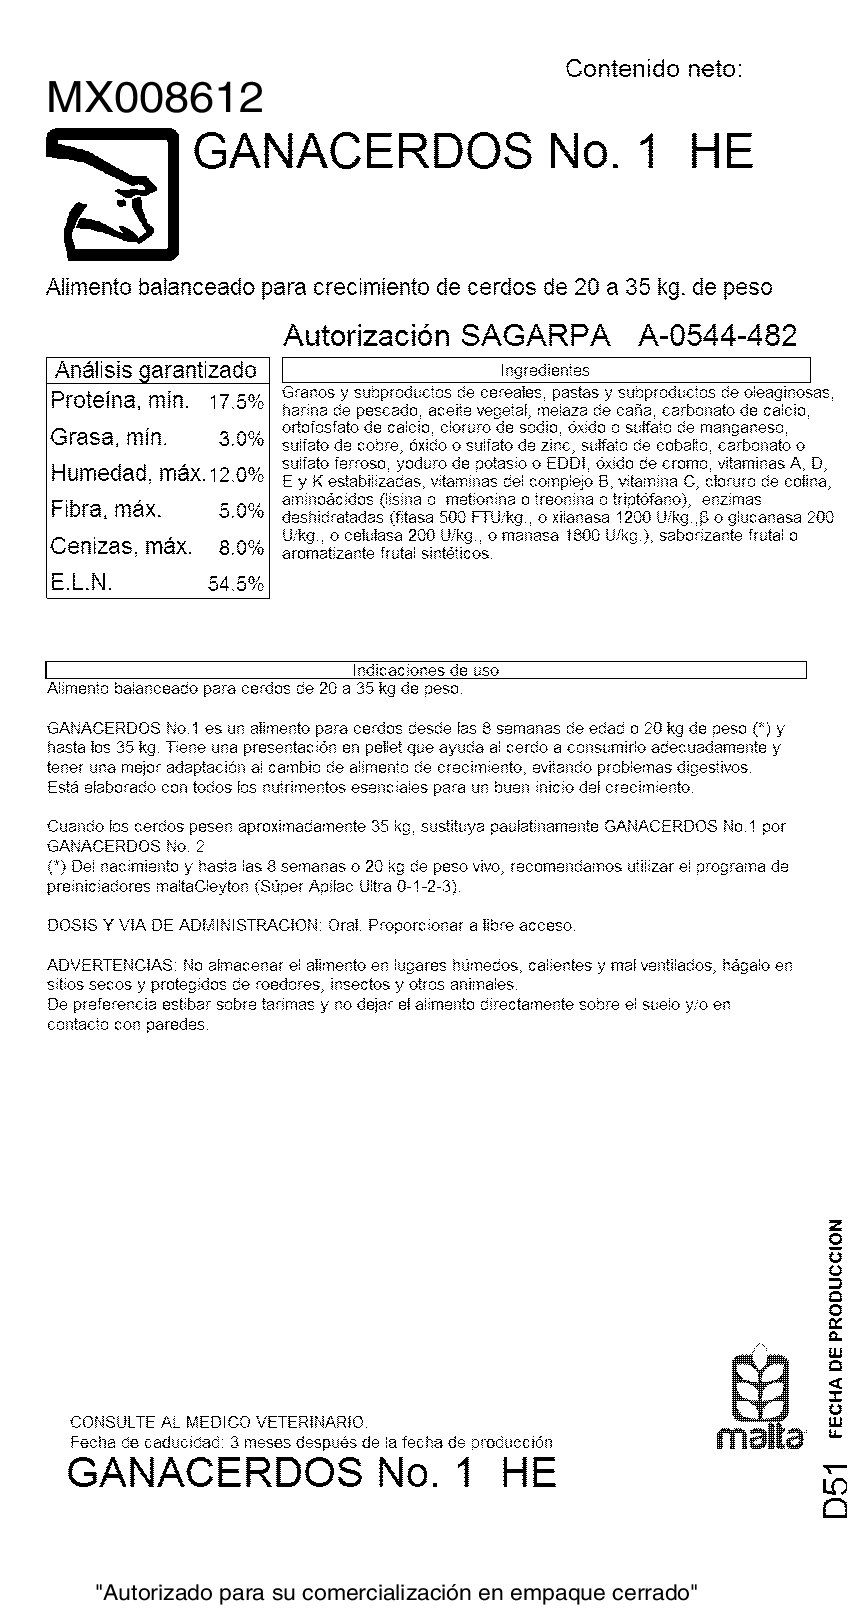 Contenido neto:
MX008612
GANACERDOS No. 1  HE
Alimento balanceado para crecimiento de cerdos de 20 a 35 kg. de peso
Autorización SAGARPA   A-0544-482
Análisis garantizado
Proteína, mín. 17.5%
Grasa, mín. 3.0%
Humedad, máx. 12.0%
Fibra, máx. 5.0%
Cenizas, máx. 8.0%
E.L.N. 54.5%
Ingredientes
Granos y subproductos de cereales, pastas y subproductos de oleaginosas,
harina de pescado, aceite vegetal, melaza de caña, carbonato de calcio,
ortofosfato de calcio, cloruro de sodio, óxido o sulfato de manganeso,
sulfato de cobre, óxido o sulfato de zinc, sulfato de cobalto, carbonato o
sulfato ferroso, yoduro de potasio o EDDI, óxido de cromo, vitaminas A, D,
E y K estabilizadas, vitaminas del complejo B, vitamina C, cloruro de colina,
aminoácidos (lisina o  metionina o treonina o triptófano),  enzimas
deshidratadas (fitasa 500 FTU/kg., o xilanasa 1200 U/kg.,β o glucanasa 200
U/kg., o celulasa 200 U/kg., o manasa 1800 U/kg.), saborizante frutal o
aromatizante frutal sintéticos.
Indicaciones de uso
Alimento balanceado para cerdos de 20 a 35 kg de peso.
GANACERDOS No.1 es un alimento para cerdos desde las 8 semanas de edad o 20 kg de peso (*) y
hasta los 35 kg. Tiene una presentación en pellet que ayuda al cerdo a consumirlo adecuadamente y
tener una mejor adaptación al cambio de alimento de crecimiento, evitando problemas digestivos.
Está elaborado con todos los nutrimentos esenciales para un buen inicio del crecimiento.
Cuando los cerdos pesen aproximadamente 35 kg, sustituya paulatinamente GANACERDOS No.1 por
GANACERDOS No. 2
(*) Del nacimiento y hasta las 8 semanas o 20 kg de peso vivo, recomendamos utilizar el programa de
preiniciadores maltaCleyton (Súper Apilac Ultra 0-1-2-3).
DOSIS Y VIA DE ADMINISTRACION: Oral. Proporcionar a libre acceso.
ADVERTENCIAS: No almacenar el alimento en lugares húmedos, calientes y mal ventilados, hágalo en
sitios secos y protegidos de roedores, insectos y otros animales.
De preferencia estibar sobre tarimas y no dejar el alimento directamente sobre el suelo y/o en
contacto con paredes.
FECHA DE PRODUCCION
malta
D51
CONSULTE AL MEDICO VETERINARIO.
Fecha de caducidad: 3 meses después de la fecha de producción
GANACERDOS No. 1  HE
"Autorizado para su comercialización en empaque cerrado"